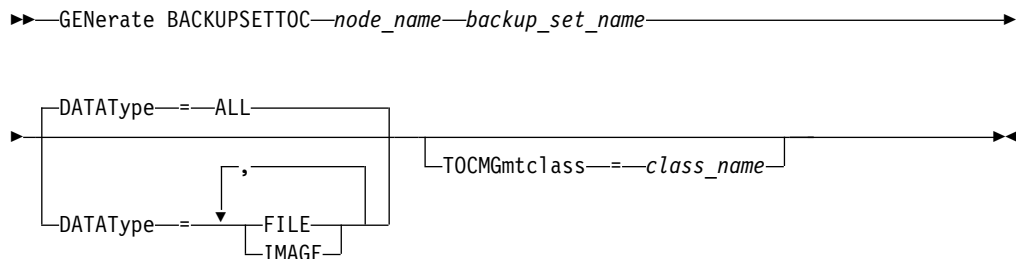 GENerate BACKUPSETTOC node_name backup_set_name
DATAType = ALL
TOCMGmtclass = class_name
,
DATAType = FILE
IMAGE